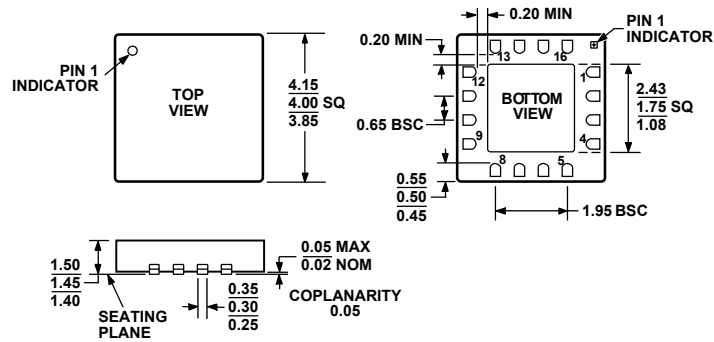 PIN 1
INDICATOR
TOP
VIEW
4.15
4.00 SQ
3.85
0.20 MIN
0.20 MIN
PIN 1
INDICATOR
13
16
12
1
BOTTOM
VIEW
0.65 BSC
2.43
1.75 SQ
1.08
9
4
8
5
0.55
0.50
0.45
1.95 BSC
1.50
1.45
1.40
SEATING
PLANE
0.35
0.30
0.25
0.05 MAX
0.02 NOM
COPLANARITY
0.05